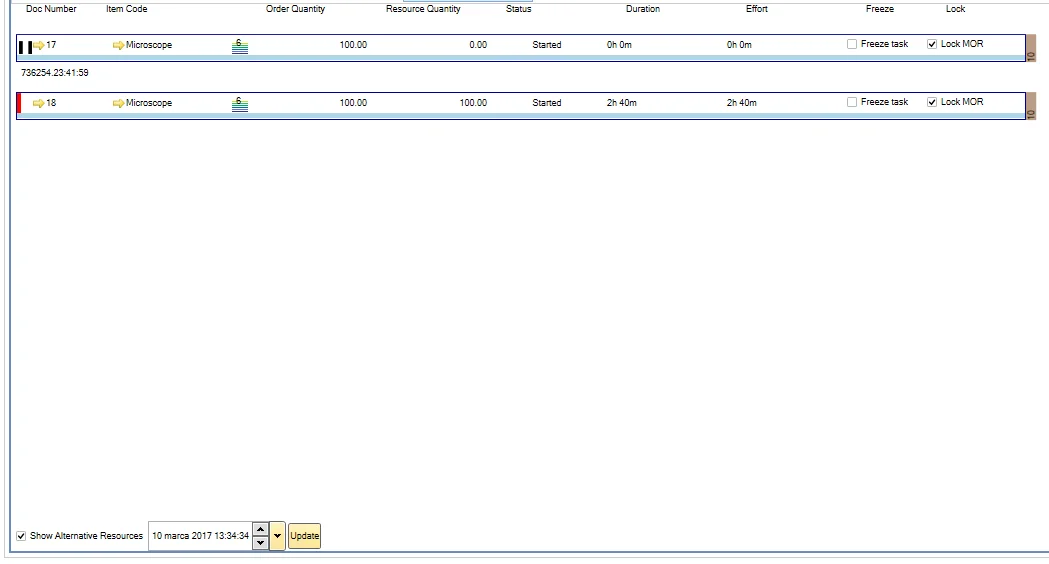 Doc Number Item Code Order Quantity Resource Quantity Status Duration Effort Freeze Lock
17 Microscope 6 100.00 0.00 Started 0h 0m 0h 0m Freeze task Lock MOR 10
736254.23:41:59
18 Microscope 6 100.00 100.00 Started 2h 40m 2h 40m Freeze task Lock MOR 10
Show Alternative Resources 10 marca 2017 13:34:34 Update